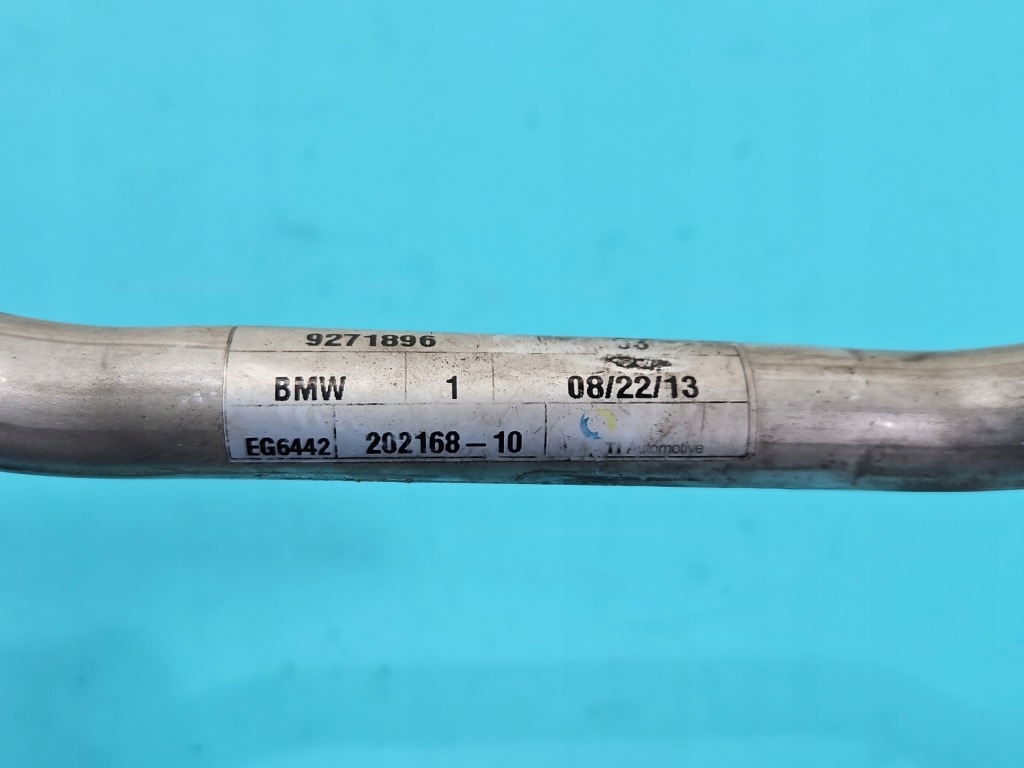 9271896
BMW 1 08/22/13
EG6442 202168-10 TI Automotive